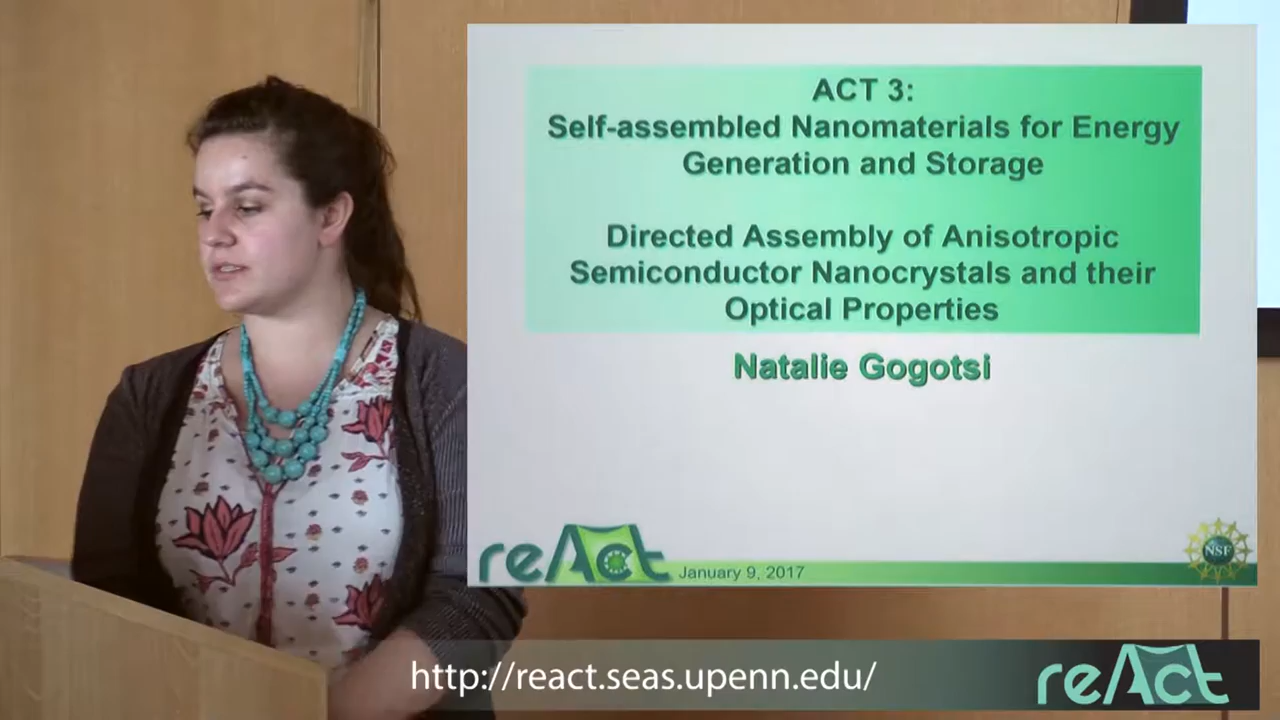 ACT 3:
Self-assembled Nanomaterials for Energy
Generation and Storage
Directed Assembly of Anisotropic
Semiconductor Nanocrystals and their
Optical Properties
Natalie Gogotsi
reAct
January 9, 2017
NSF
http://react.seas.upenn.edu/
reAct